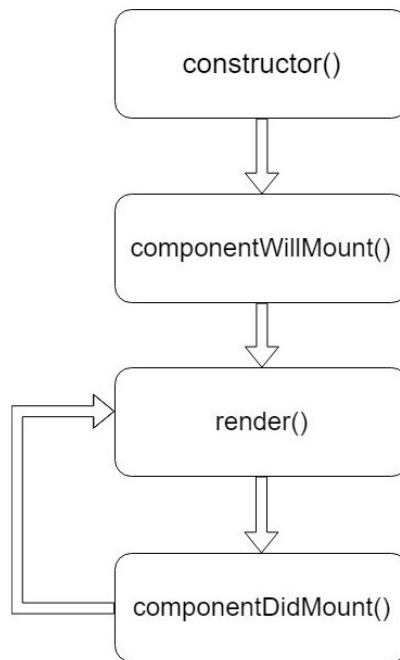 constructor()
componentWillMount()
render()
componentDidMount()